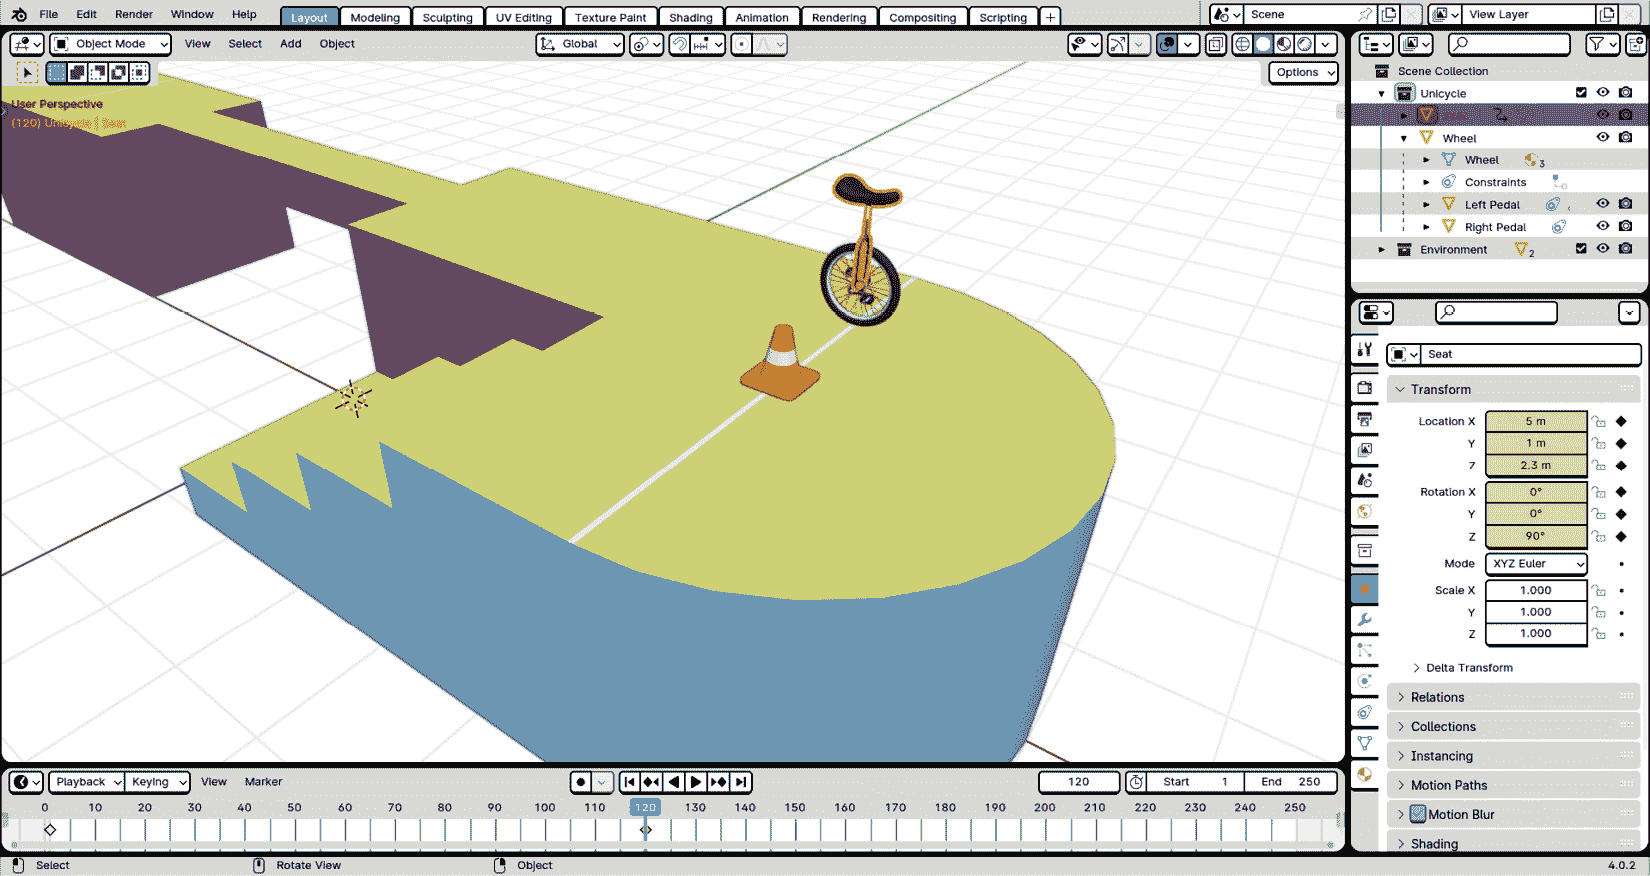 File Edit Render Window Help Layout Modeling Sculpting UV Editing Texture Paint Shading Animation Rendering Compositing Scripting + Scene View Layer
Object Mode View Select Add Object Global
Options
User Perspective
(120) Unicycle | Seat
Scene Collection
Unicycle
Wheel
Wheel 3
Constraints
Left Pedal
Right Pedal
Environment 2
Seat
Transform
Location X 5 m
Y 1 m
Z 2.3 m
Rotation X 0°
Y 0°
Z 90°
Mode XYZ Euler
Scale X 1.000
Y 1.000
Z 1.000
Delta Transform
Relations
Collections
Instancing
Motion Paths
Motion Blur
Shading
Playback Keying View Marker 120 Start 1 End 250
0 10 20 30 40 50 60 70 80 90 100 110 120 130 140 150 160 170 180 190 200 210 220 230 240 250
Select Rotate View Object 4.0.2